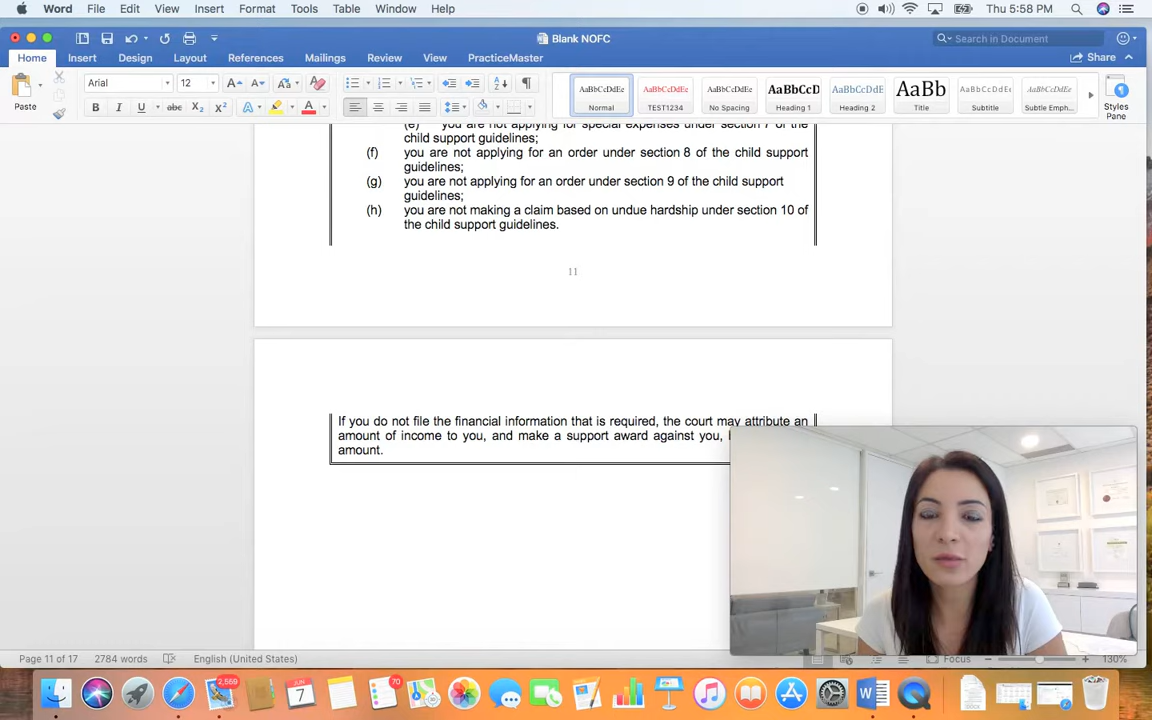 Word File Edit View Insert Format Tools Table Window Help Thu 5:58 PM
Blank NOFC Search in Document
Home Insert Design Layout References Mailings Review View PracticeMaster Share
Arial 12
Paste
AaBbCcDdEe AaBbCcDdEe AaBbCcDdEe AaBbCcD AaBbCcDdEe AaBb AaBbCcDdEe AaBbCcDdEe
Normal TEST1234 No Spacing Heading 1 Heading 2 Title Subtitle Subtle Emph... Styles Pane
(e) you are not applying for special expenses under section 7 of the
child support guidelines;
(f) you are not applying for an order under section 8 of the child support
guidelines;
(g) you are not applying for an order under section 9 of the child support
guidelines;
(h) you are not making a claim based on undue hardship under section 10 of
the child support guidelines.
11
If you do not file the financial information that is required, the court may attribute an
amount of income to you, and make a support award against you,
amount.
Page 11 of 17 2784 words English (United States) Focus 130%
2,569
JUN
7
70